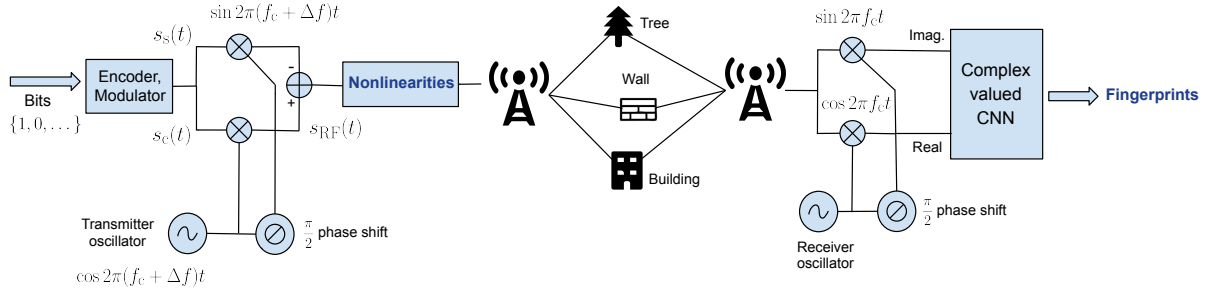 sin 2π(f_c + Δf)t
s_s(t)
Encoder,
Modulator
Bits
{1, 0, . . . }
s_c(t)
-
+
s_RF(t)
Nonlinearities
Transmitter
oscillator
π/2 phase shift
cos 2π(f_c + Δf)t
Tree
Wall
Building
sin 2πf_ct
Imag.
cos 2πf_ct
Real
Complex
valued
CNN
Fingerprints
π/2 phase shift
Receiver
oscillator